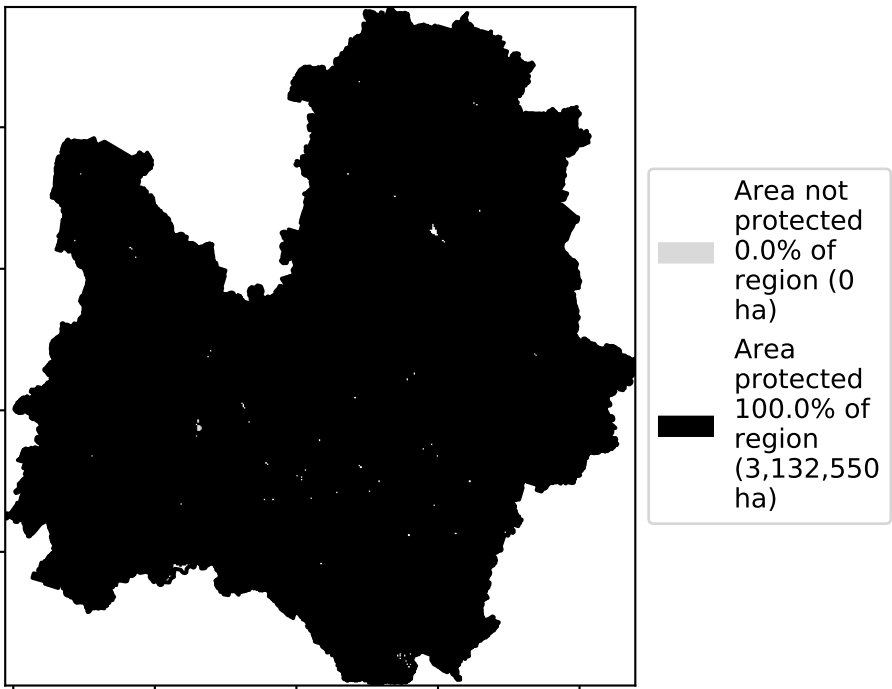 Area not
protected
0.0% of
region (0
ha)
Area
protected
100.0% of
region
(3,132,550
ha)